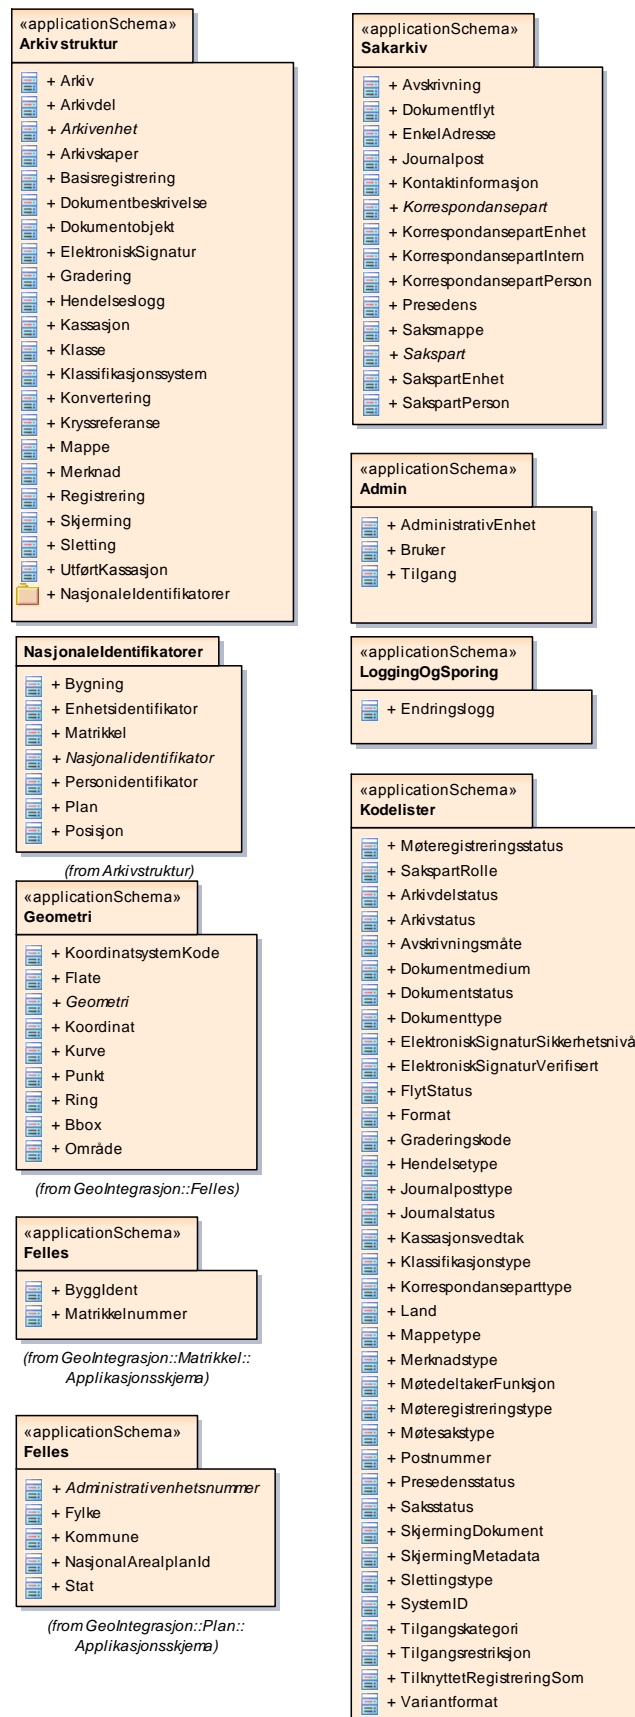 «applicationSchema»
Arkivstruktur
+ Arkiv
+ Arkivdel
+ Arkivenhet
+ Arkivskaper
+ Basisregistrering
+ Dokumentbeskrivelse
+ Dokumentobjekt
+ ElektroniskSignatur
+ Gradering
+ Hendelseslogg
+ Kassasjon
+ Klasse
+ Klassifikasjonssystem
+ Konvertering
+ Kryssreferanse
+ Mappe
+ Merknad
+ Registrering
+ Skjerming
+ Sletting
+ UtførtKassasjon
+ NasjonaleIdentifikatorer
NasjonaleIdentifikatorer
+ Bygning
+ Enhetsidentifikator
+ Matrikkel
+ Nasjonalidentifikator
+ Personidentifikator
+ Plan
+ Posisjon
(from Arkivstruktur)
«applicationSchema»
Geometri
+ KoordinatsystemKode
+ Flate
+ Geometri
+ Koordinat
+ Kurve
+ Punkt
+ Ring
+ Bbox
+ Område
(from GeoIntegrasjon::Felles)
«applicationSchema»
Felles
+ ByggIdent
+ Matrikkelnummer
(from GeoIntegrasjon::Matrikkel::
Applikasjonsskjema)
«applicationSchema»
Felles
+ Administrativenhetsnummer
+ Fylke
+ Kommune
+ NasjonalArealplanId
+ Stat
(from GeoIntegrasjon::Plan::
Applikasjonsskjema)
«applicationSchema»
Sakarkiv
+ Avskrivning
+ Dokumentflyt
+ EnkelAdresse
+ Journalpost
+ Kontaktinformasjon
+ Korrespondansepart
+ KorrespondansepartEnhet
+ KorrespondansepartIntern
+ KorrespondansepartPerson
+ Presedens
+ Saksmappe
+ Sakspart
+ SakspartEnhet
+ SakspartPerson
«applicationSchema»
Admin
+ AdministrativEnhet
+ Bruker
+ Tilgang
«applicationSchema»
LoggingOgSporing
+ Endringslogg
«applicationSchema»
Kodelister
+ Møteregistreringsstatus
+ SakspartRolle
+ Arkivdelstatus
+ Arkivstatus
+ Avskrivningsmåte
+ Dokumentmedium
+ Dokumentstatus
+ Dokumenttype
+ ElektroniskSignaturSikkerhetsnivå
+ ElektroniskSignaturVerifisert
+ FlytStatus
+ Format
+ Graderingskode
+ Hendelsetype
+ Journalposttype
+ Journalstatus
+ Kassasjonsvedtak
+ Klassifikasjonstype
+ Korrespondanseparttype
+ Land
+ Mappetype
+ Merknadstype
+ MøtedeltakerFunksjon
+ Møteregistreringstype
+ Møtesakstype
+ Postnummer
+ Presedensstatus
+ Saksstatus
+ SkjermingDokument
+ SkjermingMetadata
+ Slettingstype
+ SystemID
+ Tilgangskategori
+ Tilgangsrestriksjon
+ TilknyttetRegistreringSom
+ Variantformat